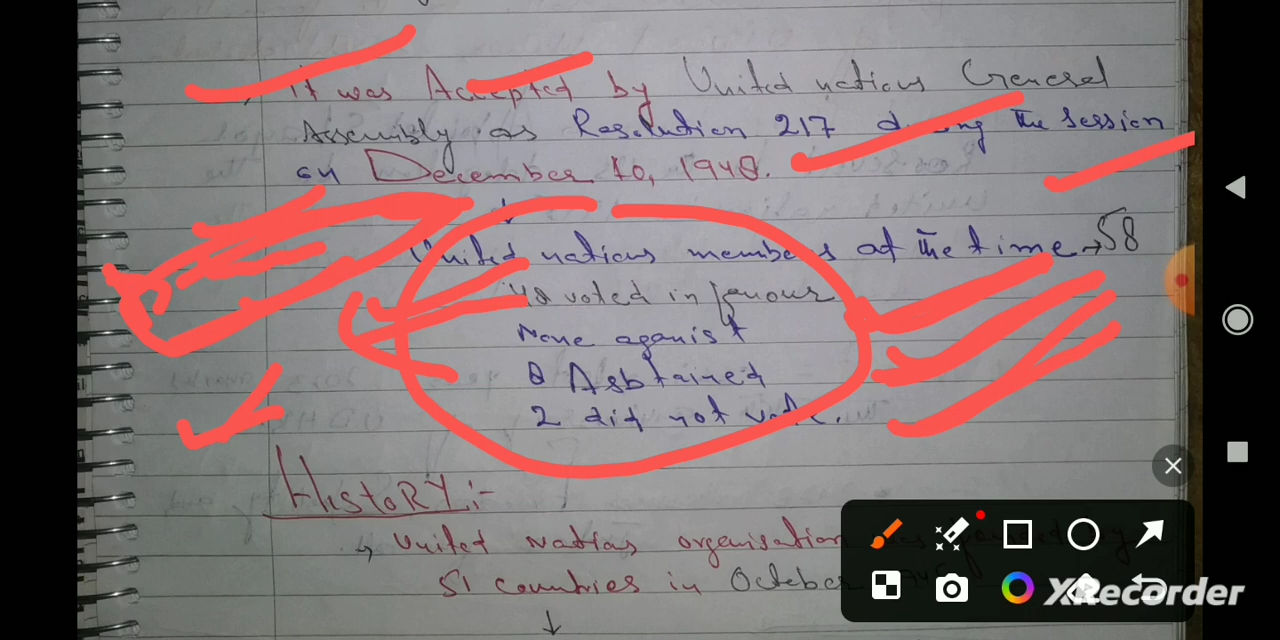 it was Accepted by United nations General
Assembly as Resolution 217 during the session
on December 10, 1948.
United nations members at the time → 58
48 voted in favour
None aganist
8 Asbtained
2 did not vote.
HISTORY:-
→ United Nations organisation
51 countries in October
XRecorder